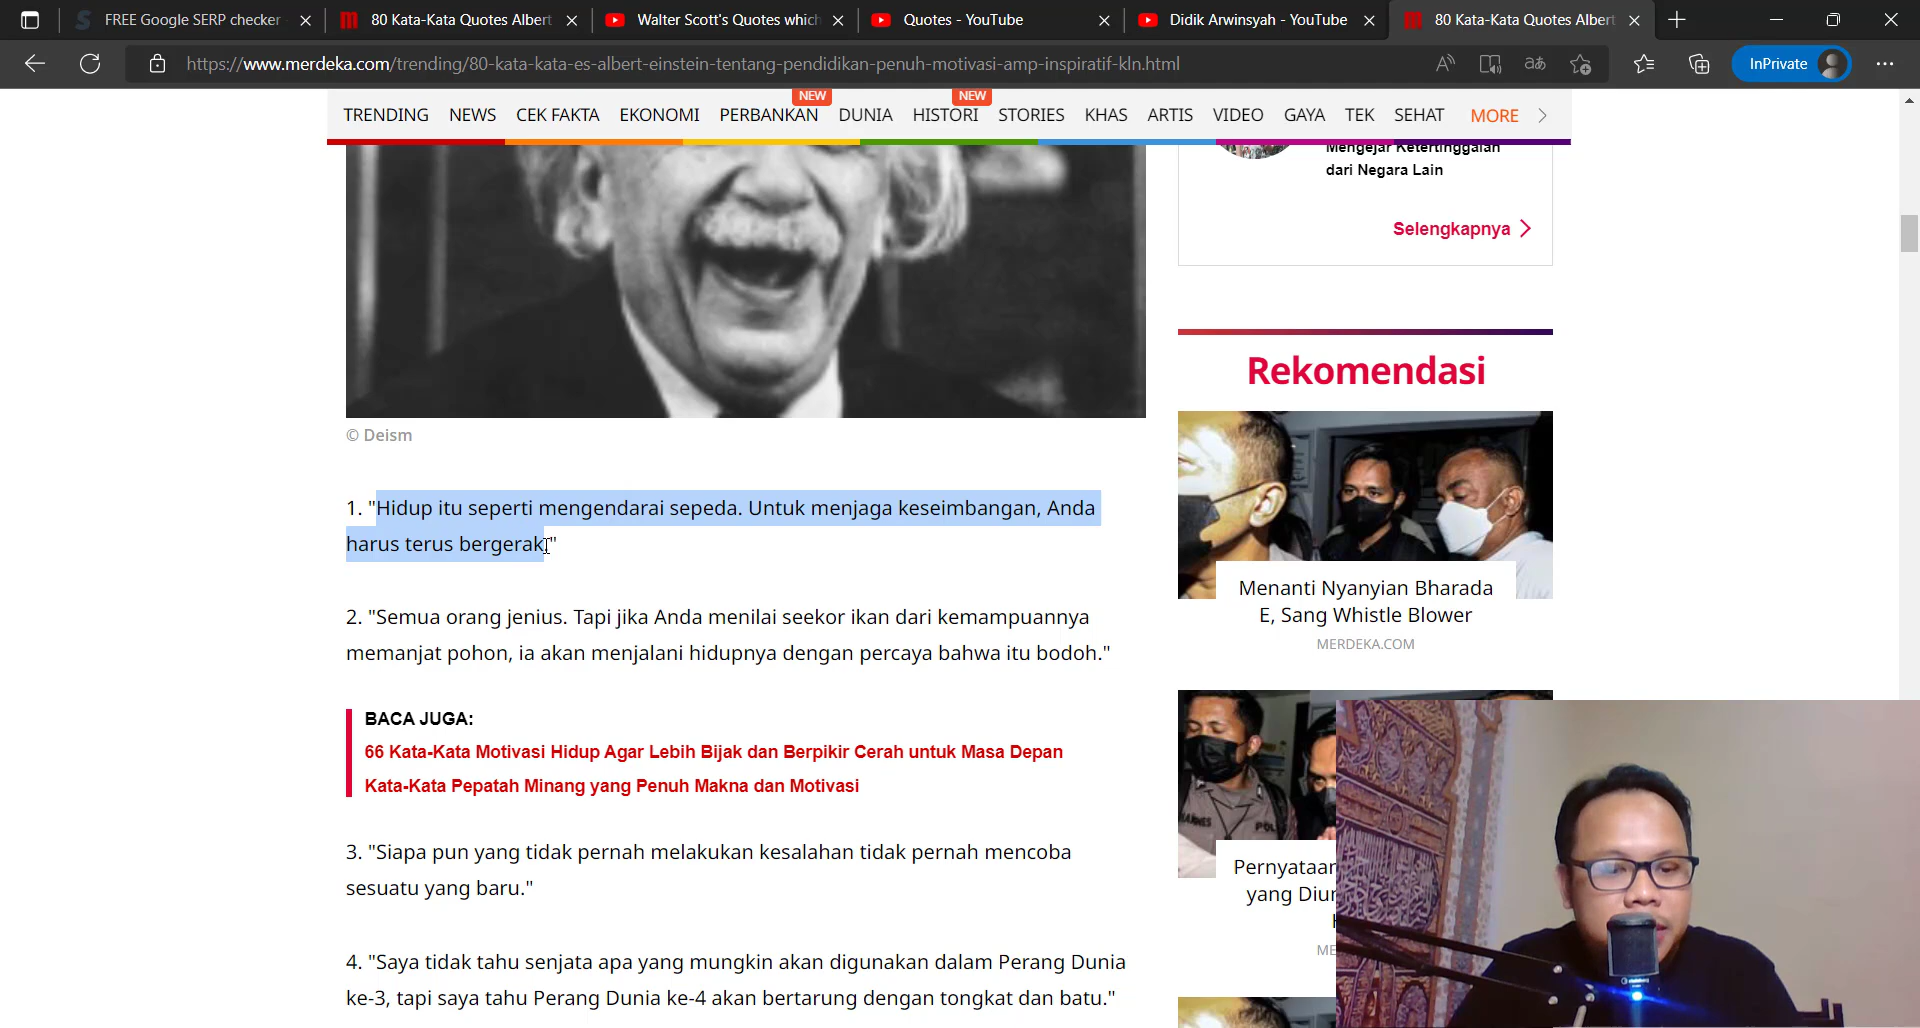 FREE Google SERP checker
80 Kata-Kata Quotes Albert
Walter Scott's Quotes which
Quotes - YouTube
Didik Arwinsyah - YouTube
80 Kata-Kata Quotes Albert
https://www.merdeka.com/trending/80-kata-kata-es-albert-einstein-tentang-pendidikan-penuh-motivasi-amp-inspiratif-kln.html
InPrivate
NEW NEW
TRENDING NEWS CEK FAKTA EKONOMI PERBANKAN DUNIA HISTORI STORIES KHAS ARTIS VIDEO GAYA TEK SEHAT MORE
© Deism
1. "Hidup itu seperti mengendarai sepeda. Untuk menjaga keseimbangan, Anda
harus terus bergerak."
2. "Semua orang jenius. Tapi jika Anda menilai seekor ikan dari kemampuannya
memanjat pohon, ia akan menjalani hidupnya dengan percaya bahwa itu bodoh."
BACA JUGA:
66 Kata-Kata Motivasi Hidup Agar Lebih Bijak dan Berpikir Cerah untuk Masa Depan
Kata-Kata Pepatah Minang yang Penuh Makna dan Motivasi
3. "Siapa pun yang tidak pernah melakukan kesalahan tidak pernah mencoba
sesuatu yang baru."
4. "Saya tidak tahu senjata apa yang mungkin akan digunakan dalam Perang Dunia
ke-3, tapi saya tahu Perang Dunia ke-4 akan bertarung dengan tongkat dan batu."
Mengejar Ketertinggalan
dari Negara Lain
Selengkapnya
Rekomendasi
Menanti Nyanyian Bharada
E, Sang Whistle Blower
MERDEKA.COM
Pernyataan
yang Diun
ME